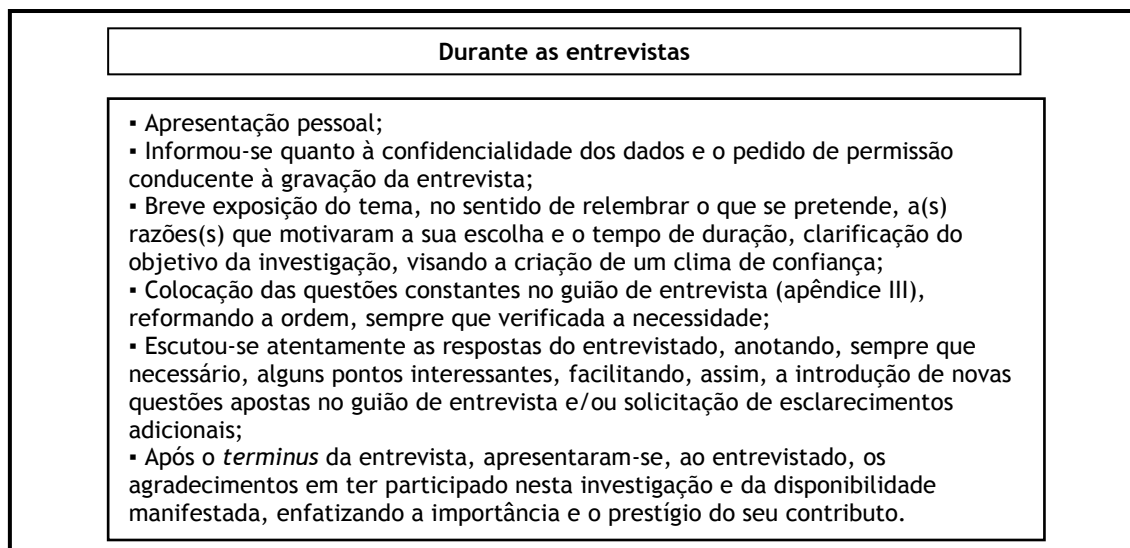 Durante as entrevistas
▪ Apresentação pessoal;
▪ Informou-se quanto à confidencialidade dos dados e o pedido de permissão
conducente à gravação da entrevista;
▪ Breve exposição do tema, no sentido de relembrar o que se pretende, a(s)
razões(s) que motivaram a sua escolha e o tempo de duração, clarificação do
objetivo da investigação, visando a criação de um clima de confiança;
▪ Colocação das questões constantes no guião de entrevista (apêndice III),
reformando a ordem, sempre que verificada a necessidade;
▪ Escutou-se atentamente as respostas do entrevistado, anotando, sempre que
necessário, alguns pontos interessantes, facilitando, assim, a introdução de novas
questões apostas no guião de entrevista e/ou solicitação de esclarecimentos
adicionais;
▪ Após o terminus da entrevista, apresentaram-se, ao entrevistado, os
agradecimentos em ter participado nesta investigação e da disponibilidade
manifestada, enfatizando a importância e o prestígio do seu contributo.